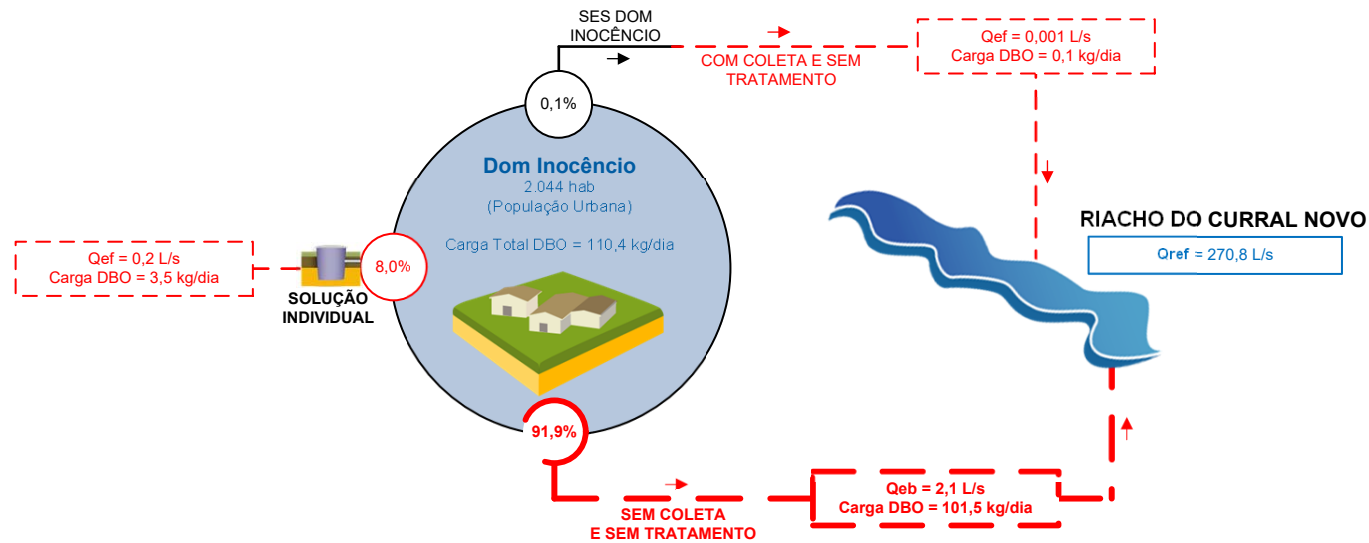 SES DOM
INOCÊNCIO
COM COLETA E SEM
TRATAMENTO
Qef = 0,001 L/s
Carga DBO = 0,1 kg/dia
0,1%
Dom Inocêncio
2.044 hab
(População Urbana)
Carga Total DBO = 110,4 kg/dia
RIACHO DO CURRAL NOVO
Qref = 270,8 L/s
Qef = 0,2 L/s
Carga DBO = 3,5 kg/dia
8,0%
SOLUÇÃO
INDIVIDUAL
91,9%
Qeb = 2,1 L/s
Carga DBO = 101,5 kg/dia
SEM COLETA
E SEM TRATAMENTO